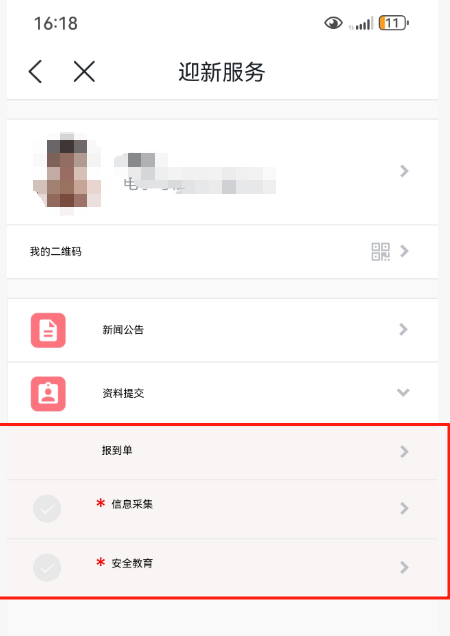 16:18
11
迎新服务
我的二维码
新闻公告
资料提交
报到单
* 信息采集
* 安全教育